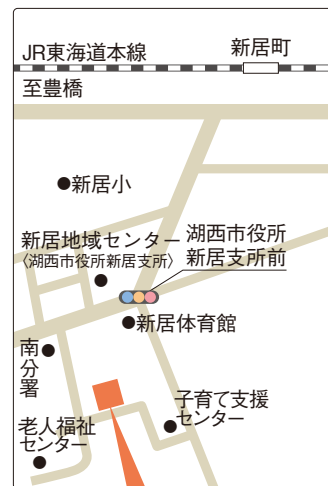 JR東海道本線
新居町
至豊橋
新居小
新居地域センター
〈湖西市役所新居支所〉
湖西市役所
新居支所前
新居体育館
南分署
子育て支援
センター
老人福祉
センター